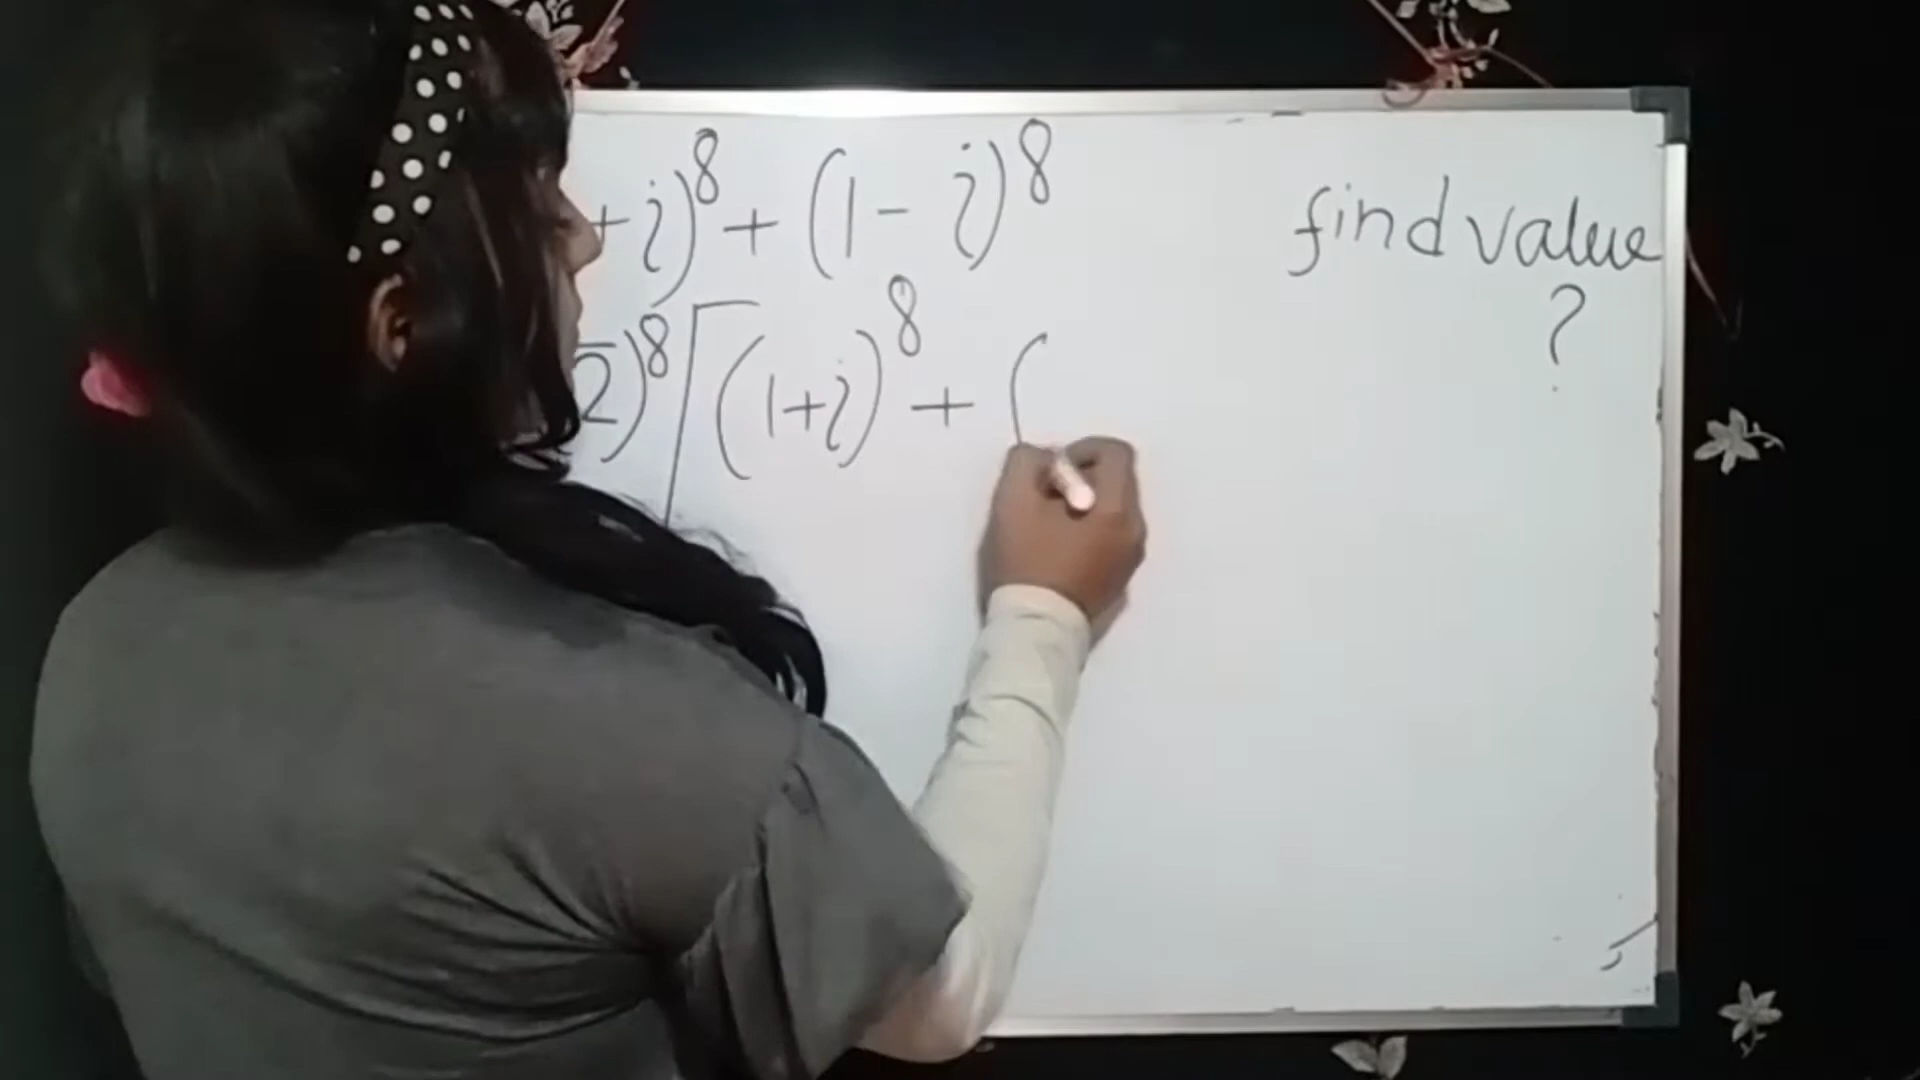 + i)⁸ + (1 - i)⁸
find value
?
2)⁸ [ (1+i)⁸ + (